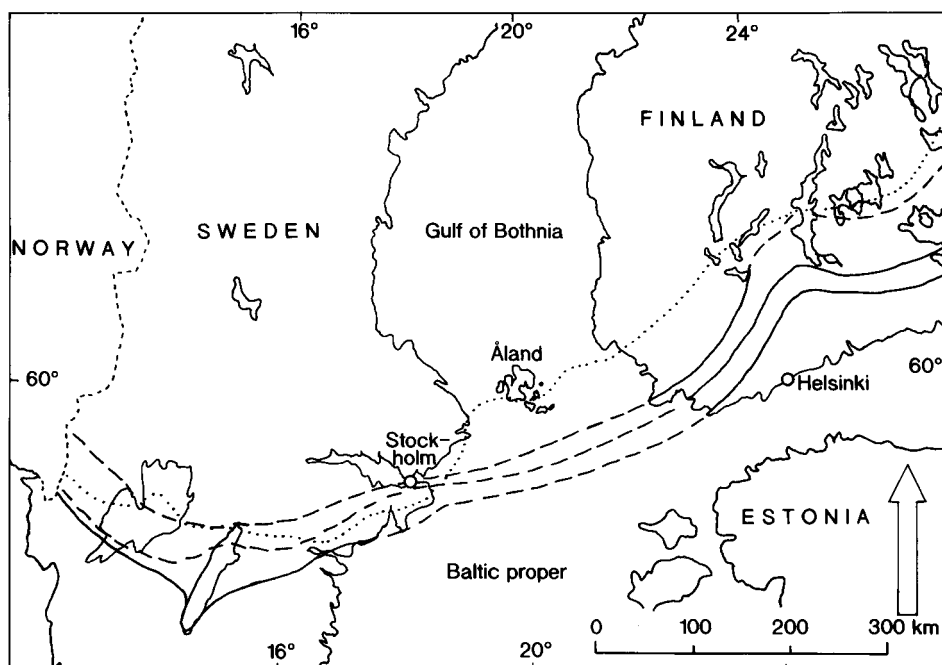 16°
20°
24°
FINLAND
NORWAY
SWEDEN
Gulf of Bothnia
Åland
60°
60°
Helsinki
Stock-
holm
ESTONIA
Baltic proper
0 100 200 300 km
16°
20°